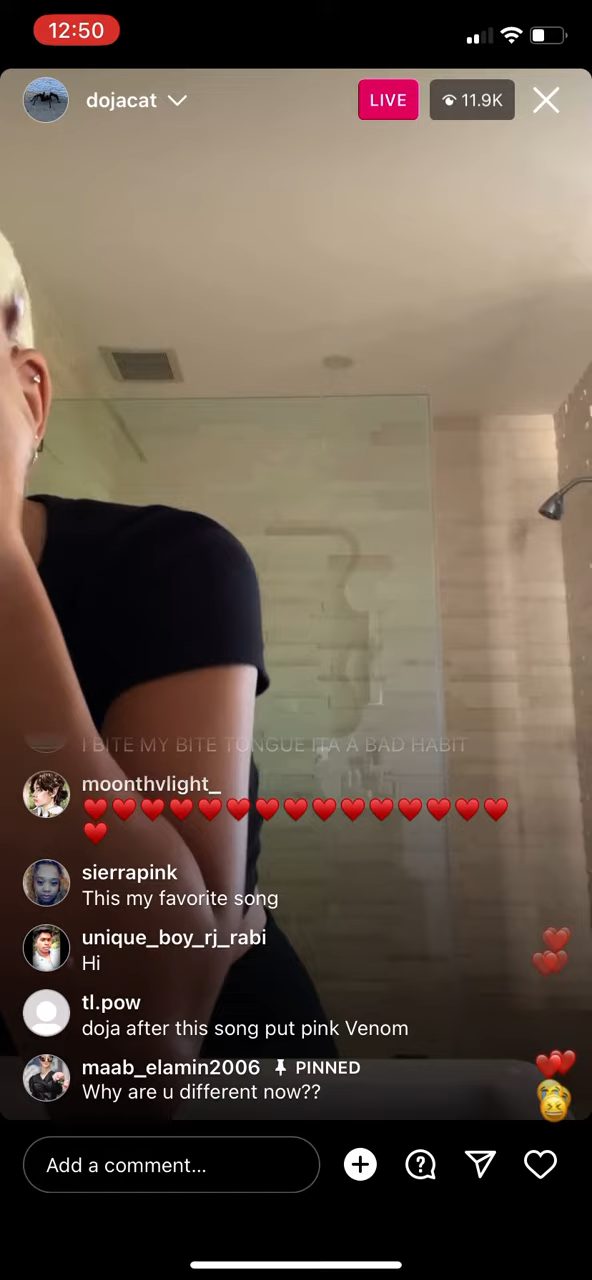 12:50
dojacat
LIVE
11.9K
I BITE MY BITE TONGUE ITA A BAD HABIT
moonthvlight_
sierrapink
This my favorite song
unique_boy_rj_rabi
Hi
tl.pow
doja after this song put pink Venom
maab_elamin2006 PINNED
Why are u different now??
Add a comment...